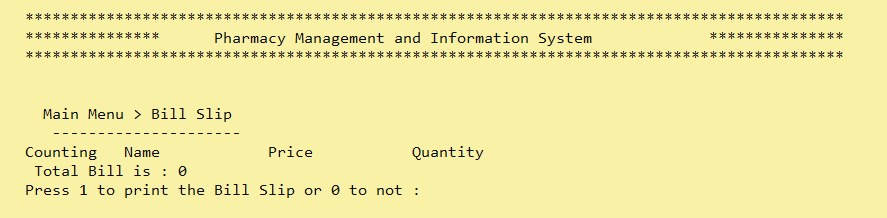 *******************************************************************************************
***************      Pharmacy Management and Information System             ***************
*******************************************************************************************
Main Menu > Bill Slip
---------------------
Counting   Name            Price           Quantity
Total Bill is : 0
Press 1 to print the Bill Slip or 0 to not :